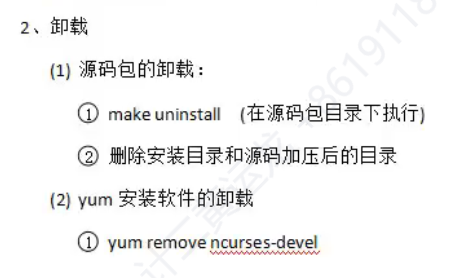 2、卸载
(1) 源码包的卸载：
① make uninstall (在源码包目录下执行)
② 删除安装目录和源码加压后的目录
(2) yum 安装软件的卸载
① yum remove ncurses-devel